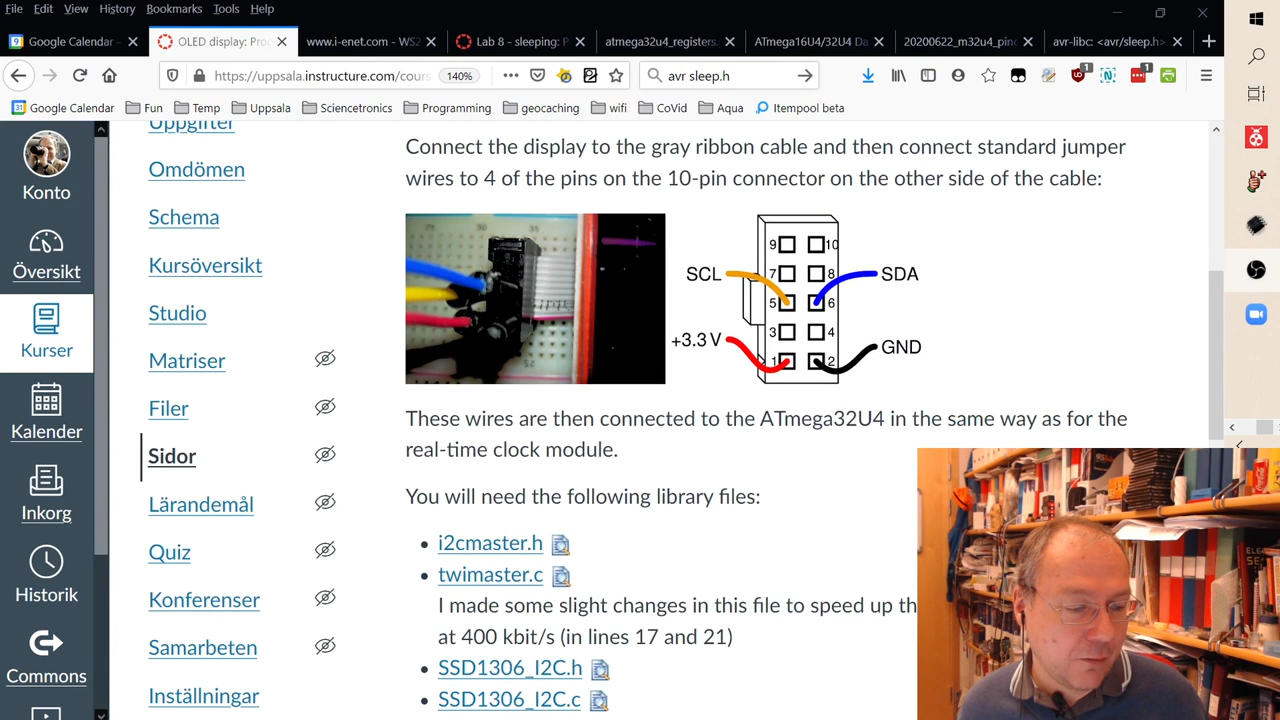 File Edit View History Bookmarks Tools Help
Google Calendar - OLED display: Pro www.i-enet.com - WS2 Lab 8 - sleeping: P atmega32u4_registers. ATmega16U4/32U4 Da 20200622_m32u4_pin avr-libc: <avr/sleep.h>
https://uppsala.instructure.com/cours 140% avr sleep.h 1 1
Google Calendar Fun Temp Uppsala Sciencetronics Programming geocaching wifi CoVid Aqua Itempool beta
Konto
Översikt
Kurser
Kalender
Inkorg
Historik
Commons
Uppgifter
Omdömen
Schema
Kursöversikt
Studio
Matriser
Filer
Sidor
Lärandemål
Quiz
Konferenser
Samarbeten
Inställningar
Connect the display to the gray ribbon cable and then connect standard jumper
wires to 4 of the pins on the 10-pin connector on the other side of the cable:
9 10
SCL 7 8 SDA
5 6
3 4
+3.3 V 1 2 GND
These wires are then connected to the ATmega32U4 in the same way as for the
real-time clock module.
You will need the following library files:
i2cmaster.h
twimaster.c
I made some slight changes in this file to speed up th
at 400 kbit/s (in lines 17 and 21)
SSD1306_I2C.h
SSD1306_I2C.c